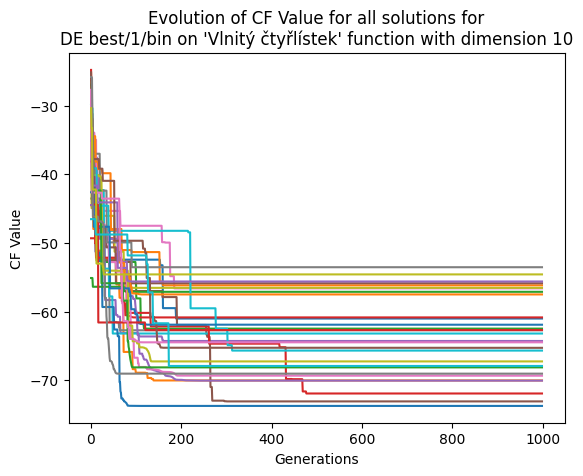 Evolution of CF Value for all solutions for
DE best/1/bin on 'Vlnitý čtyřlístek' function with dimension 10
CF Value
−30
−40
−50
−60
−70
0 200 400 600 800 1000
Generations